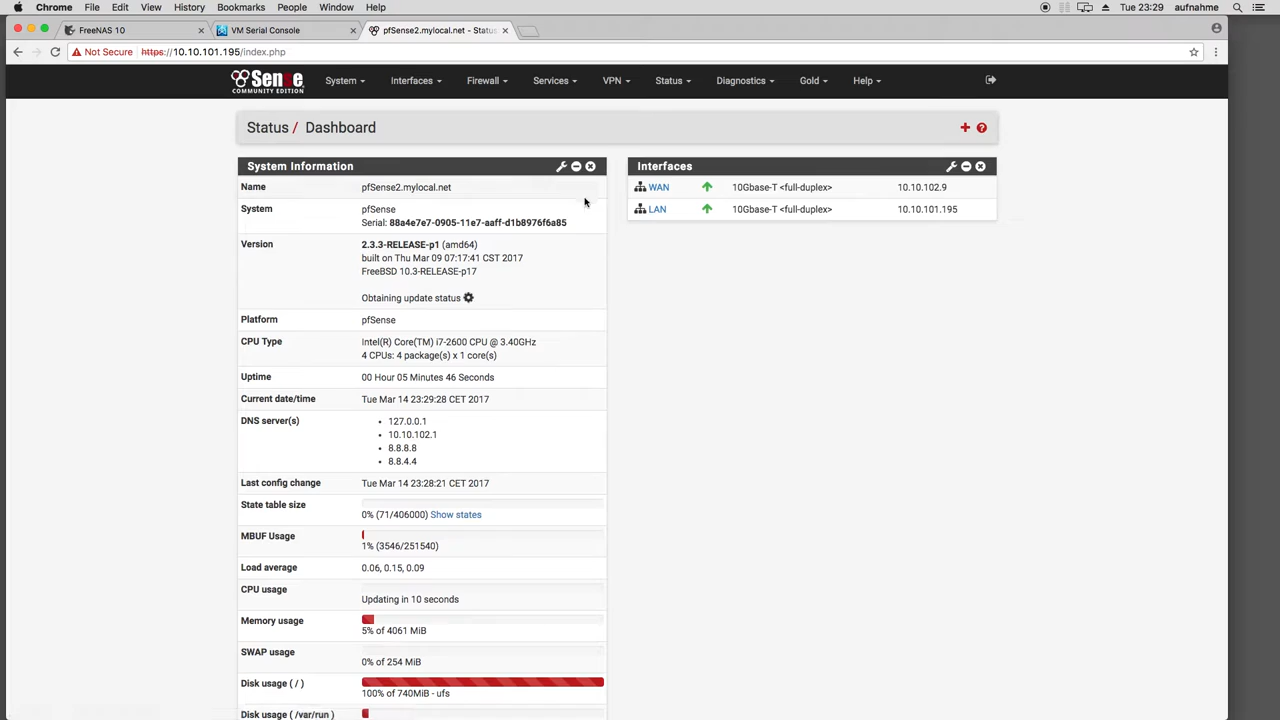 Chrome File Edit View History Bookmarks People Window Help Tue 23:29 aufnahme
FreeNAS 10 VM Serial Console pfSense2.mylocal.net - Status:
Not Secure https://10.10.101.195/index.php
Sense System Interfaces Firewall Services VPN Status Diagnostics Gold Help
COMMUNITY EDITION
Status / Dashboard
System Information
Name pfSense2.mylocal.net
System pfSense
Serial: 88a4e7e7-0905-11e7-aaff-d1b8976f6a85
Version 2.3.3-RELEASE-p1 (amd64)
built on Thu Mar 09 07:17:41 CST 2017
FreeBSD 10.3-RELEASE-p17
Obtaining update status
Platform pfSense
CPU Type Intel(R) Core(TM) i7-2600 CPU @ 3.40GHz
4 CPUs: 4 package(s) x 1 core(s)
Uptime 00 Hour 05 Minutes 46 Seconds
Current date/time Tue Mar 14 23:29:28 CET 2017
DNS server(s) • 127.0.0.1
• 10.10.102.1
• 8.8.8.8
• 8.8.4.4
Last config change Tue Mar 14 23:28:21 CET 2017
State table size
0% (71/406000) Show states
MBUF Usage
1% (3546/251540)
Load average 0.06, 0.15, 0.09
CPU usage
Updating in 10 seconds
Memory usage
5% of 4061 MiB
SWAP usage
0% of 254 MiB
Disk usage ( / )
100% of 740MiB - ufs
Disk usage ( /var/run )
Interfaces
WAN 10Gbase-T <full-duplex> 10.10.102.9
LAN 10Gbase-T <full-duplex> 10.10.101.195